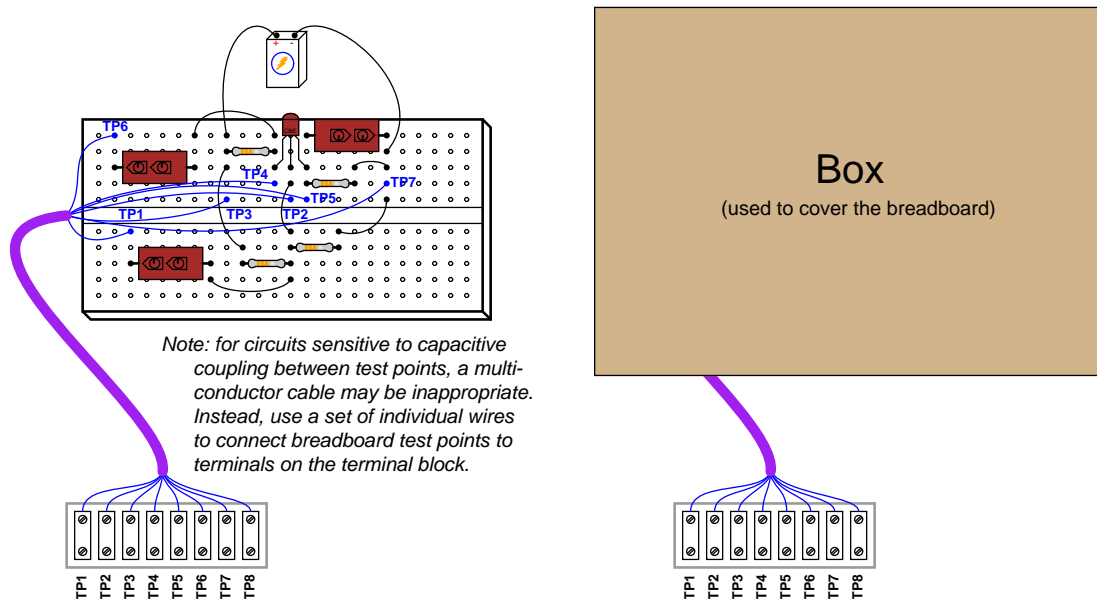 + -
CBE
TP6
TP4
TP7
TP5
TP1
TP3
TP2
Note: for circuits sensitive to capacitive
coupling between test points, a multi-
conductor cable may be inappropriate.
Instead, use a set of individual wires
to connect breadboard test points to
terminals on the terminal block.
TP1
TP2
TP3
TP4
TP5
TP6
TP7
TP8
Box
(used to cover the breadboard)
TP1
TP2
TP3
TP4
TP5
TP6
TP7
TP8